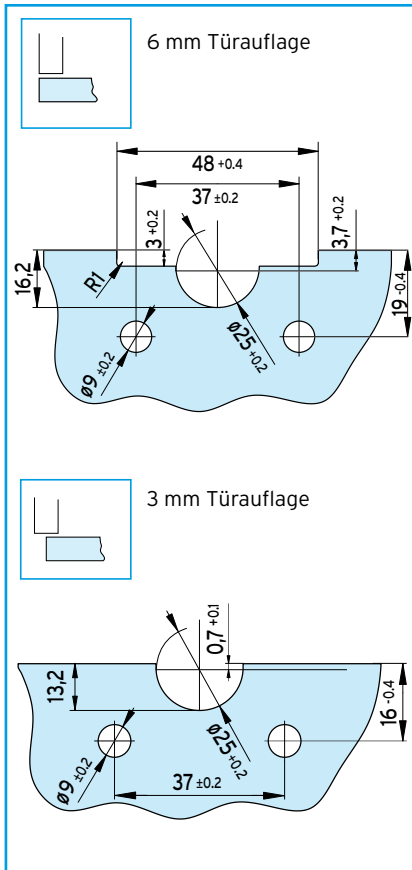 6 mm Türauflage
48 +0.4
37 ±0.2
3 +0.2
3,7 +0.2
16,2
R1
19 -0.4
ø25 +0.2
ø9 ±0.2
3 mm Türauflage
0,7 +0.1
13,2
16 -0.4
ø25 +0.2
ø9 ±0.2
37 ±0.2